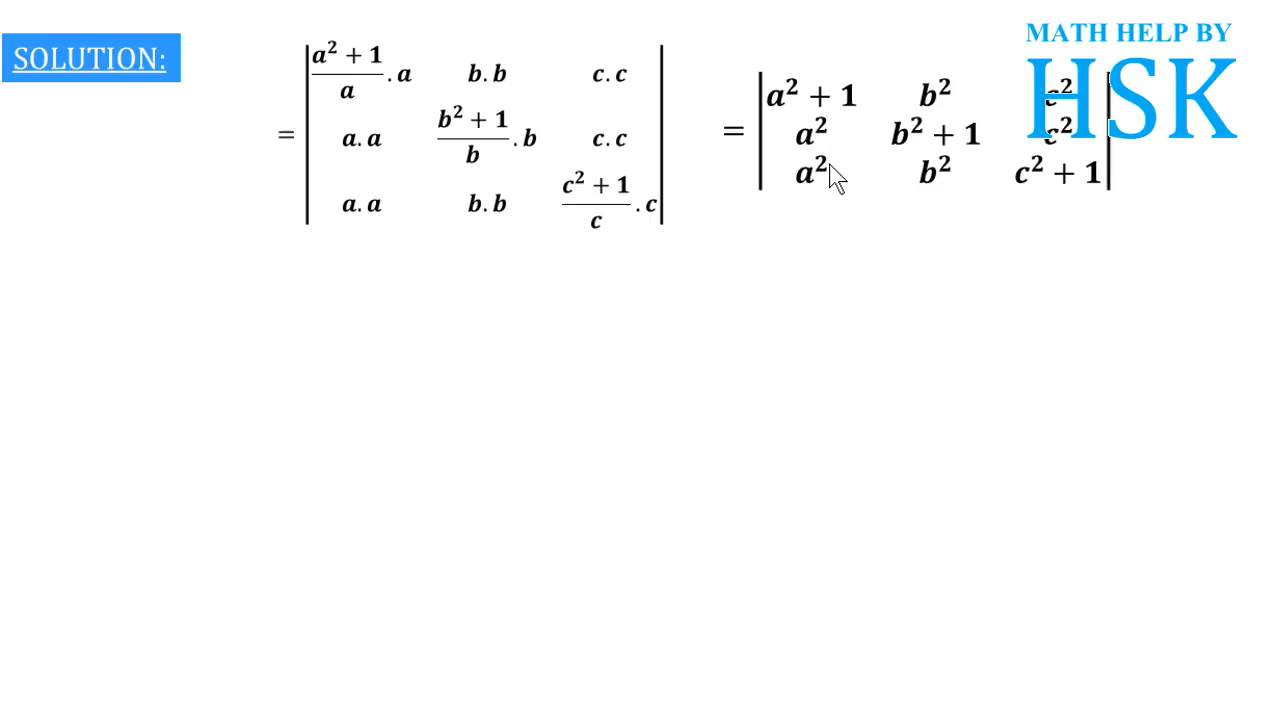 SOLUTION:
MATH HELP BY
HSK
= | (a² + 1)/a . a   b. b   c. c |
| a. a   (b² + 1)/b . b   c. c |
| a. a   b. b   (c² + 1)/c . c |
= | a² + 1   b²   c² |
| a²   b² + 1   c² |
| a²   b²   c² + 1 |